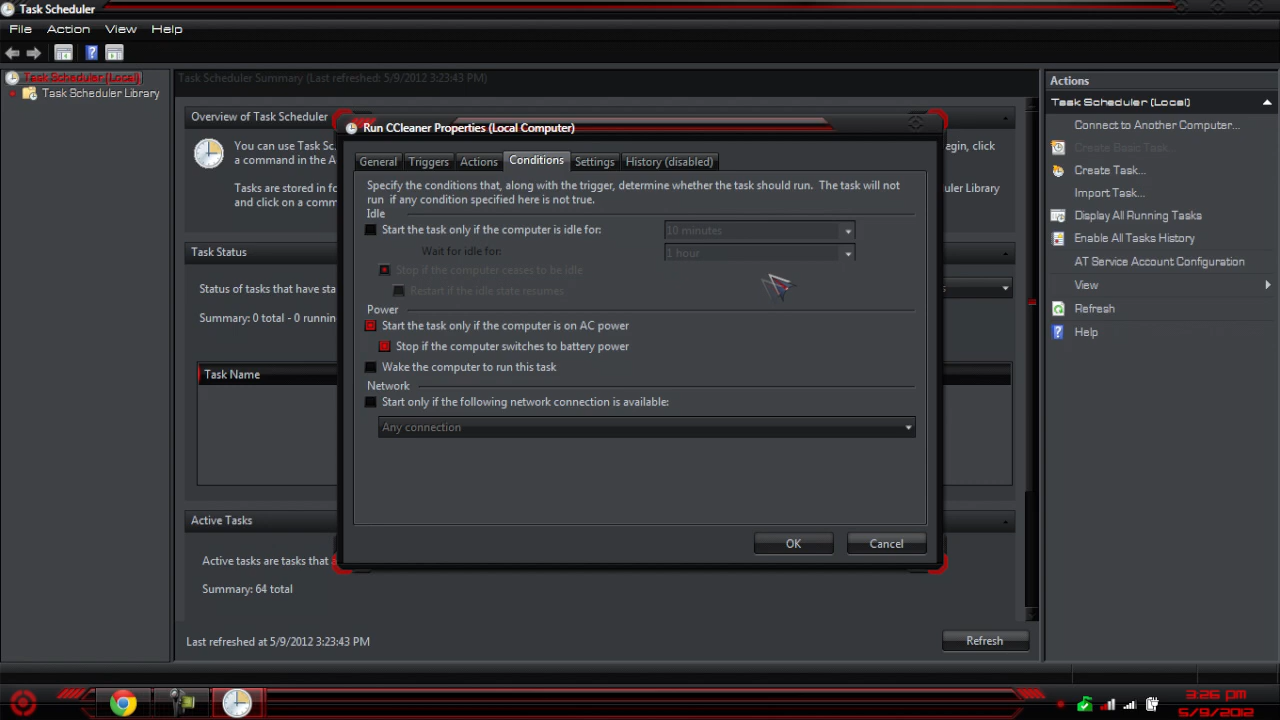 Task Scheduler
File Action View Help
Task Scheduler (Local)
Task Scheduler Library
Task Scheduler Summary (Last refreshed: 5/9/2012 3:23:43 PM)
Overview of Task Scheduler
You can use Task Sc
egin, click
a command in the A
Tasks are stored in fo
duler Library
and click on a comm
Task Status
Status of tasks that have sta
s
Summary: 0 total - 0 runnin
Task Name
Active Tasks
Active tasks are tasks that a
Summary: 64 total
Last refreshed at 5/9/2012 3:23:43 PM
Refresh
Run CCleaner Properties (Local Computer)
General Triggers Actions Conditions Settings History (disabled)
Specify the conditions that, along with the trigger, determine whether the task should run. The task will not
run if any condition specified here is not true.
Idle
Start the task only if the computer is idle for: 10 minutes
Wait for idle for: 1 hour
Stop if the computer ceases to be idle
Restart if the idle state resumes
Power
Start the task only if the computer is on AC power
Stop if the computer switches to battery power
Wake the computer to run this task
Network
Start only if the following network connection is available:
Any connection
OK Cancel
Actions
Task Scheduler (Local)
Connect to Another Computer...
Create Basic Task...
Create Task...
Import Task...
Display All Running Tasks
Enable All Tasks History
AT Service Account Configuration
View
Refresh
Help
3:26 PM
5/9/2012